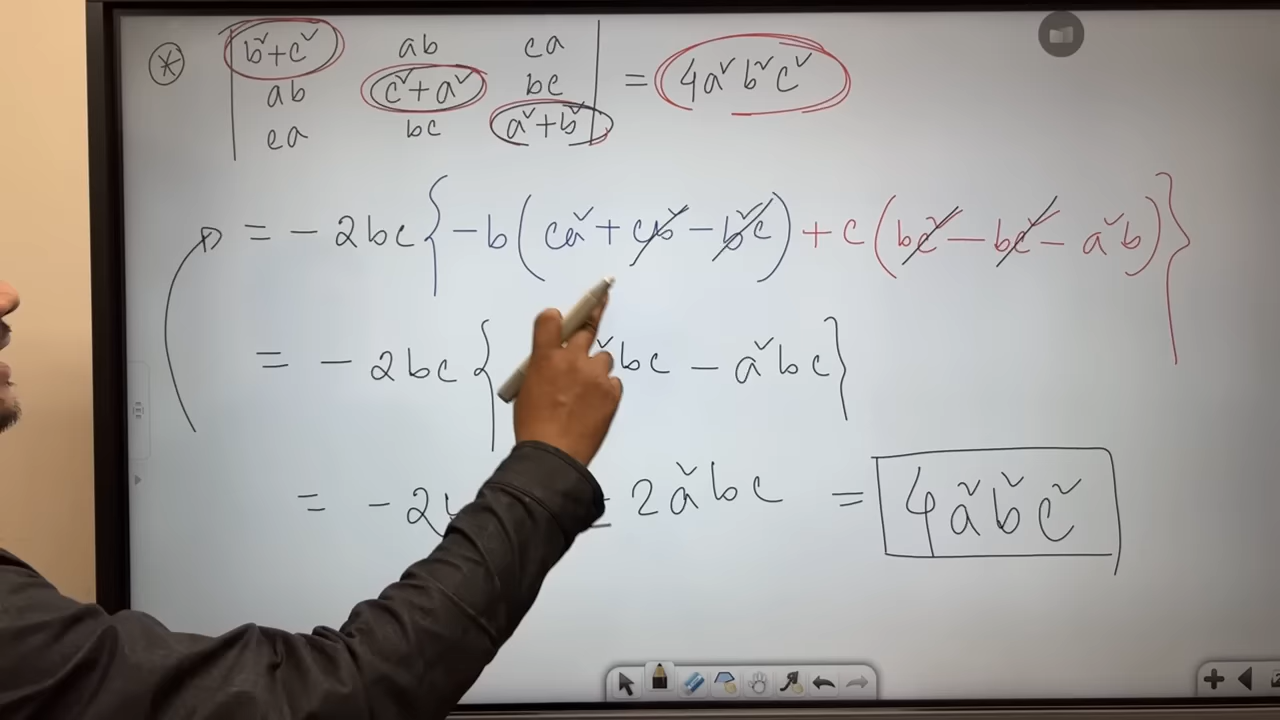 * | b²+c² ab ca |
| ab c²+a² bc | = 4a²b²c²
| ca bc a²+b² |
= - 2bc { -b (ca² + cb² - b²c) + c (bc² - bc² - a²b) }
= - 2bc { ²bc - a²bc }
= - 2 - 2a²bc = 4a²b²c²